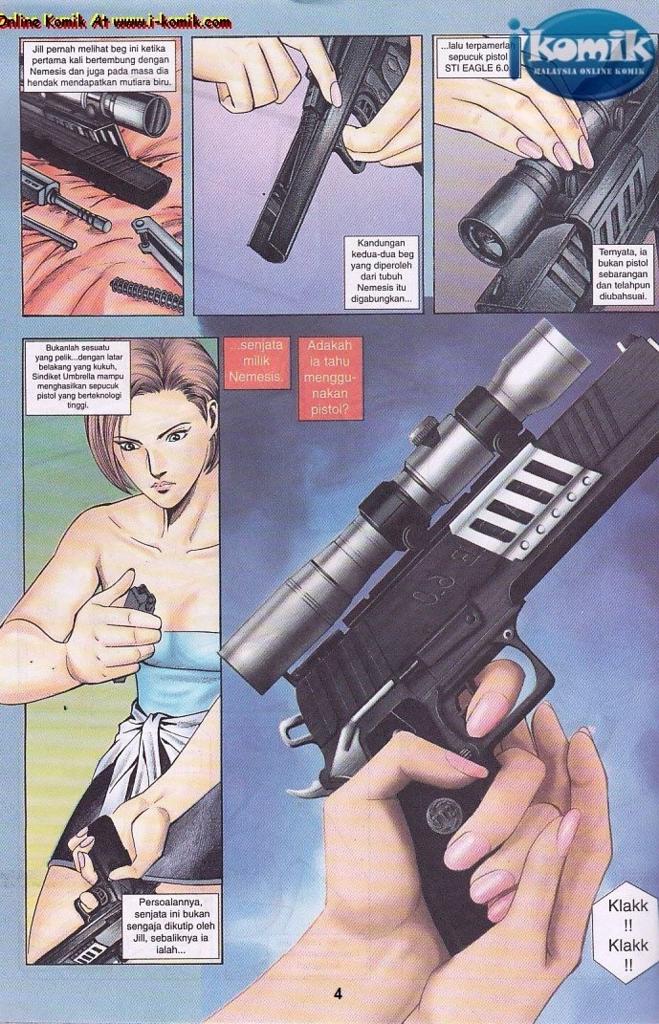 Online Komik At www.i-komik.com
ikomik
MALAYSIA ONLINE KOMIK
Jill pernah melihat beg ini ketika
pertama kali bertembung dengan
Nemesis dan juga pada masa dia
hendak mendapatkan mutiara biru.
Kandungan
kedua-dua beg
yang diperoleh
dari tubuh
Nemesis itu
digabungkan...
...lalu terpamerlah
sepucuk pistol
STI EAGLE 6.0
Ternyata, ia
bukan pistol
sebarangan
dan telahpun
diubahsuai.
Bukanlah sesuatu
yang pelik...dengan latar
belakang yang kukuh,
Sindiket Umbrella mampu
menghasilkan sepucuk
pistol yang berteknologi
tinggi.
Persoalannya,
senjata ini bukan
sengaja dikutip oleh
Jill, sebaliknya ia
ialah...
...senjata
milik
Nemesis.
Adakah
ia tahu
menggu-
nakan
pistol?
Klakk
!!
Klakk
!!
4